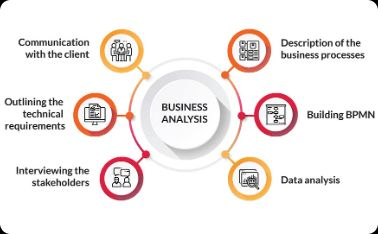 Communication
with the client
Description of the
business processes
Outlining the
technical
requirements
BUSINESS
ANALYSIS
Building BPMN
Interviewing the
stakeholders
Data analysis